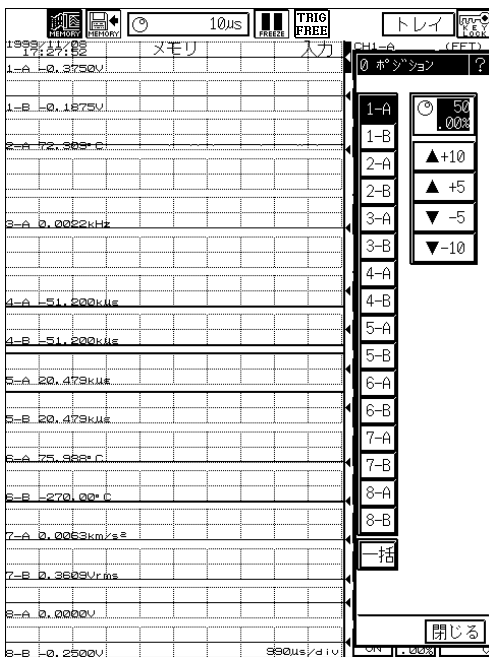 MEMORY MEMORY 10μs FREEZE TRIG FREE トレイ KEY LOCK
1999/11/08 メモリ 入力 CH1-A (FFT)
17:27:52
1-A -0.3750V
1-B -0.1875V
2-A 72.309°C
3-A 0.0022kHz
4-A -51.200kμε
4-B -51.200kμε
5-A 20.479kμε
5-B 20.479kμε
6-A 75.988°C
6-B -270.00°C
7-A 0.0063km/s²
7-B 0.3609Vrms
8-A 0.0000V
8-B -0.2500V 990us/div
0 ポジション ?
1-A
1-B
2-A
2-B
3-A
3-B
4-A
4-B
5-A
5-B
6-A
6-B
7-A
7-B
8-A
8-B
一括
50
.00%
▲+10
▲ +5
▼ -5
▼-10
閉じる
ON .00%